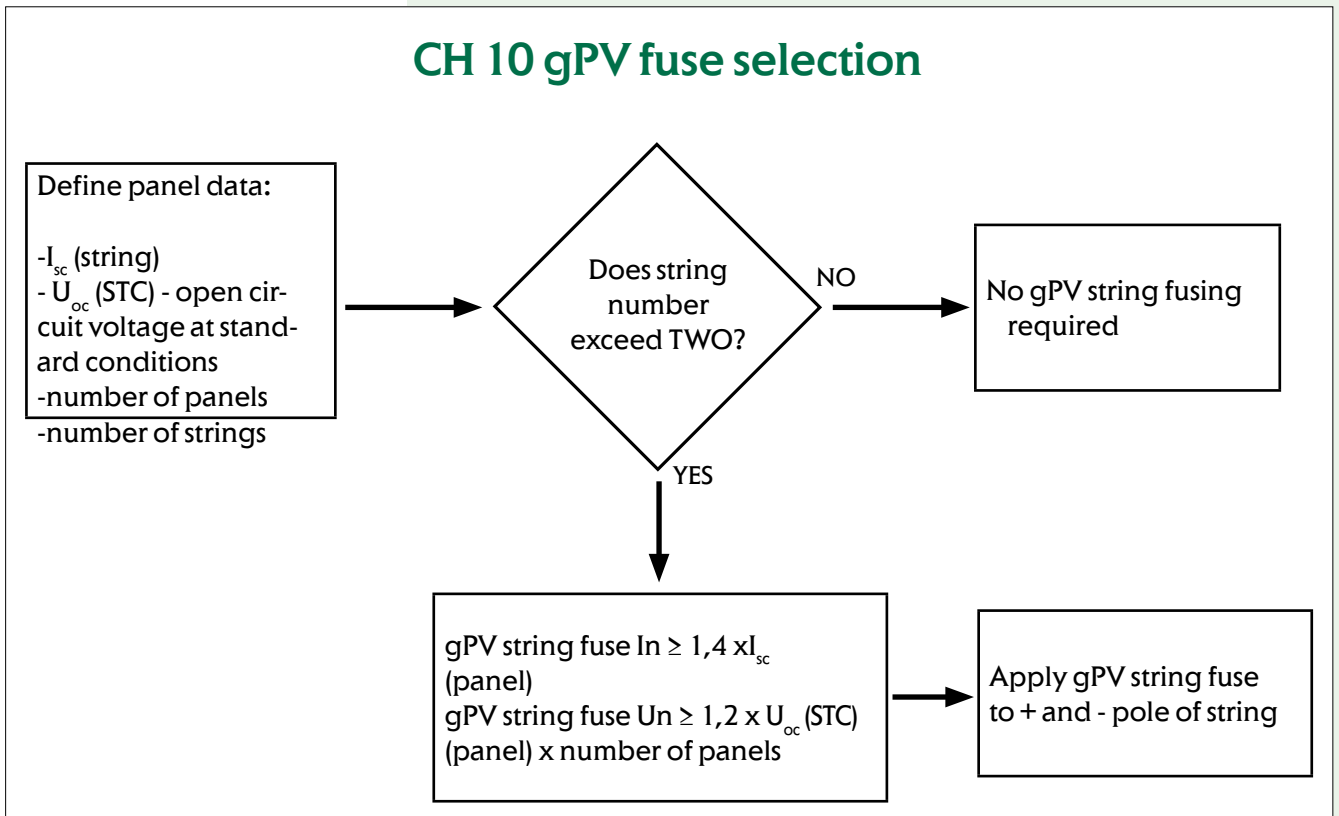 CH 10 gPV fuse selection
Define panel data:
-Isc (string)
- Uoc (STC) - open cir-
cuit voltage at stand-
ard conditions
-number of panels
-number of strings
Does string
number
exceed TWO?
NO
No gPV string fusing
required
YES
gPV string fuse In ≥ 1,4 xIsc
(panel)
gPV string fuse Un ≥ 1,2 x Uoc (STC)
(panel) x number of panels
Apply gPV string fuse
to + and - pole of string